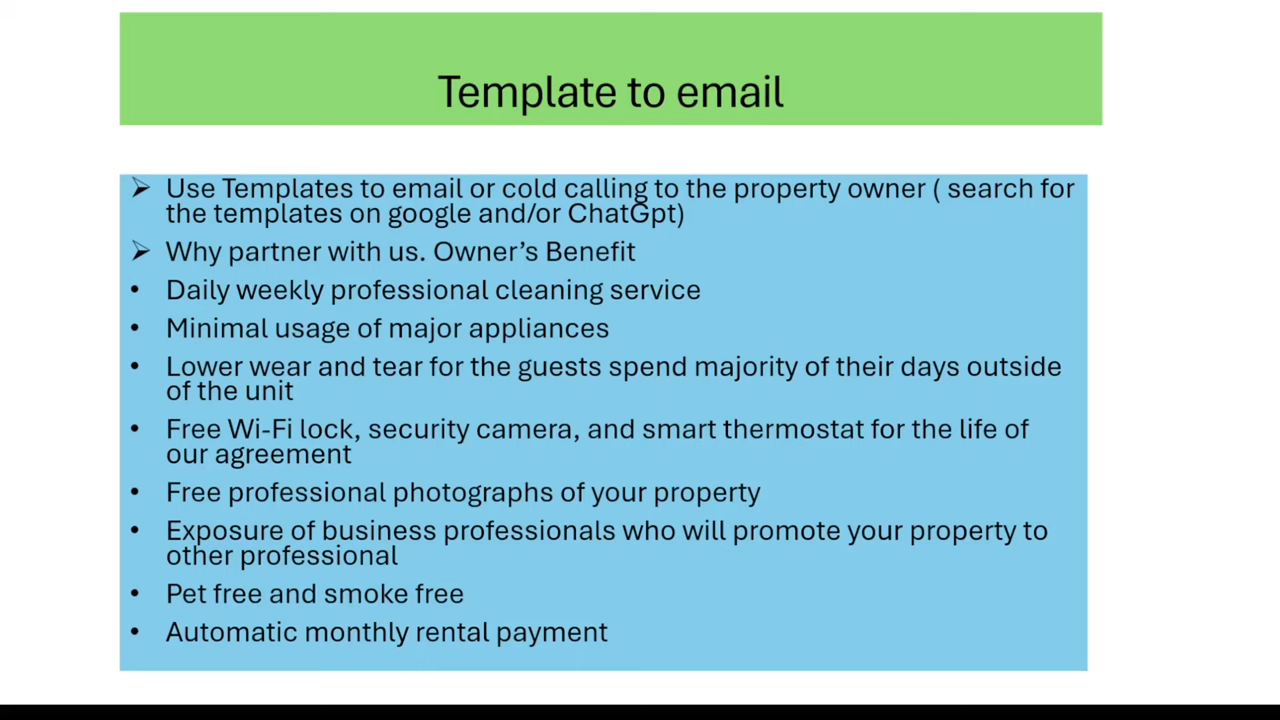 Template to email
➢ Use Templates to email or cold calling to the property owner ( search for
the templates on google and/or ChatGpt)
➢ Why partner with us. Owner’s Benefit
• Daily weekly professional cleaning service
• Minimal usage of major appliances
• Lower wear and tear for the guests spend majority of their days outside
of the unit
• Free Wi-Fi lock, security camera, and smart thermostat for the life of
our agreement
• Free professional photographs of your property
• Exposure of business professionals who will promote your property to
other professional
• Pet free and smoke free
• Automatic monthly rental payment